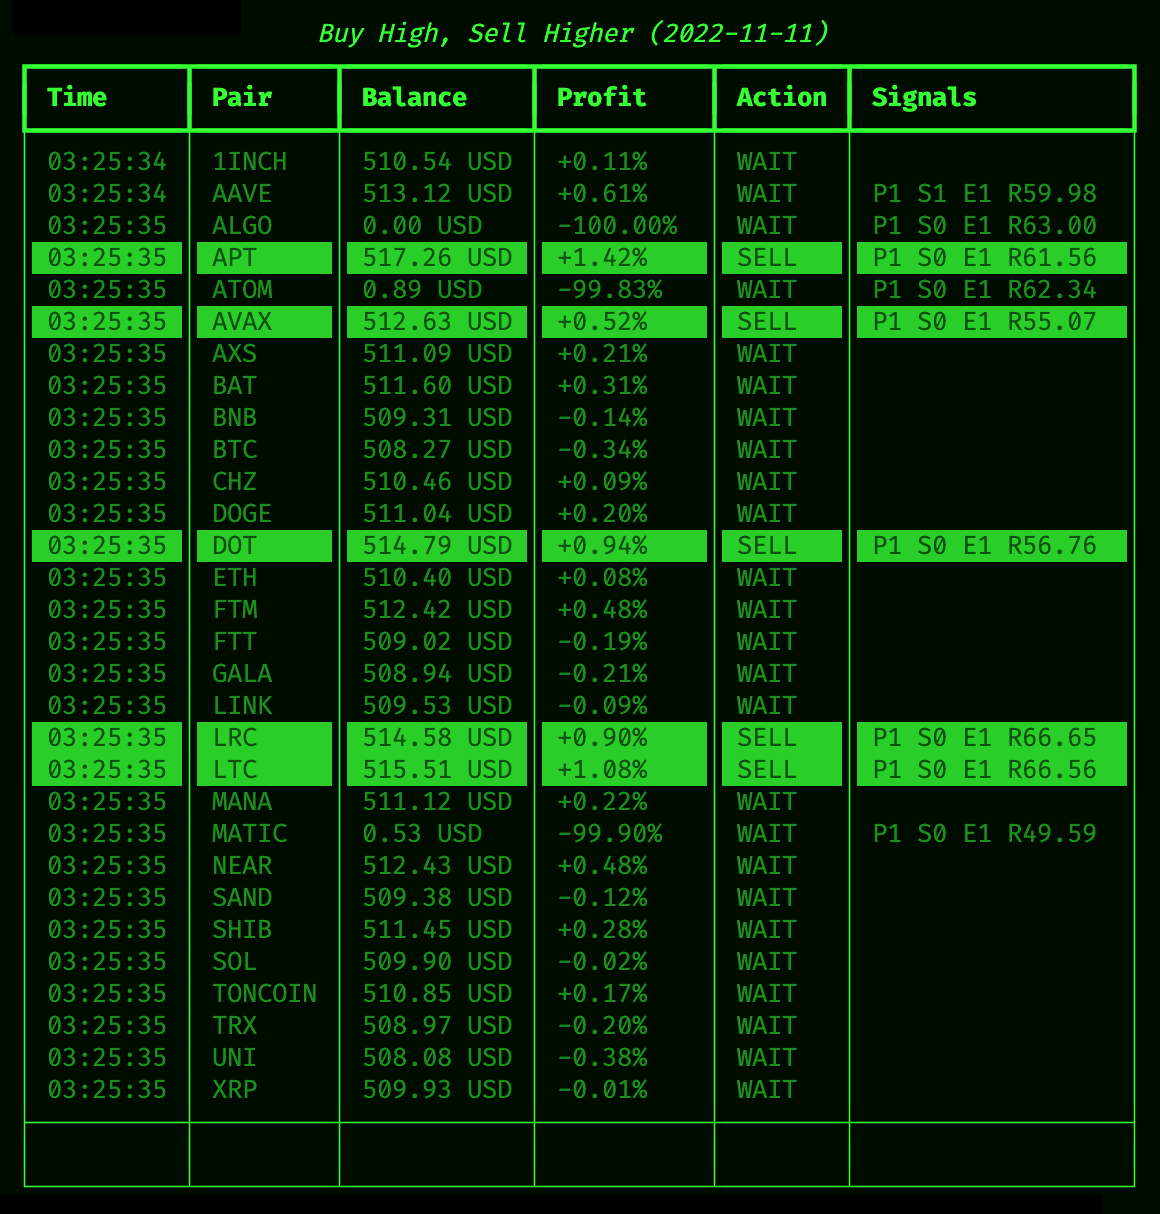 Buy High, Sell Higher (2022-11-11)
Time Pair Balance Profit Action Signals
03:25:34 1INCH 510.54 USD +0.11% WAIT
03:25:34 AAVE 513.12 USD +0.61% WAIT P1 S1 E1 R59.98
03:25:35 ALGO 0.00 USD -100.00% WAIT P1 S0 E1 R63.00
03:25:35 APT 517.26 USD +1.42% SELL P1 S0 E1 R61.56
03:25:35 ATOM 0.89 USD -99.83% WAIT P1 S0 E1 R62.34
03:25:35 AVAX 512.63 USD +0.52% SELL P1 S0 E1 R55.07
03:25:35 AXS 511.09 USD +0.21% WAIT
03:25:35 BAT 511.60 USD +0.31% WAIT
03:25:35 BNB 509.31 USD -0.14% WAIT
03:25:35 BTC 508.27 USD -0.34% WAIT
03:25:35 CHZ 510.46 USD +0.09% WAIT
03:25:35 DOGE 511.04 USD +0.20% WAIT
03:25:35 DOT 514.79 USD +0.94% SELL P1 S0 E1 R56.76
03:25:35 ETH 510.40 USD +0.08% WAIT
03:25:35 FTM 512.42 USD +0.48% WAIT
03:25:35 FTT 509.02 USD -0.19% WAIT
03:25:35 GALA 508.94 USD -0.21% WAIT
03:25:35 LINK 509.53 USD -0.09% WAIT
03:25:35 LRC 514.58 USD +0.90% SELL P1 S0 E1 R66.65
03:25:35 LTC 515.51 USD +1.08% SELL P1 S0 E1 R66.56
03:25:35 MANA 511.12 USD +0.22% WAIT
03:25:35 MATIC 0.53 USD -99.90% WAIT P1 S0 E1 R49.59
03:25:35 NEAR 512.43 USD +0.48% WAIT
03:25:35 SAND 509.38 USD -0.12% WAIT
03:25:35 SHIB 511.45 USD +0.28% WAIT
03:25:35 SOL 509.90 USD -0.02% WAIT
03:25:35 TONCOIN 510.85 USD +0.17% WAIT
03:25:35 TRX 508.97 USD -0.20% WAIT
03:25:35 UNI 508.08 USD -0.38% WAIT
03:25:35 XRP 509.93 USD -0.01% WAIT